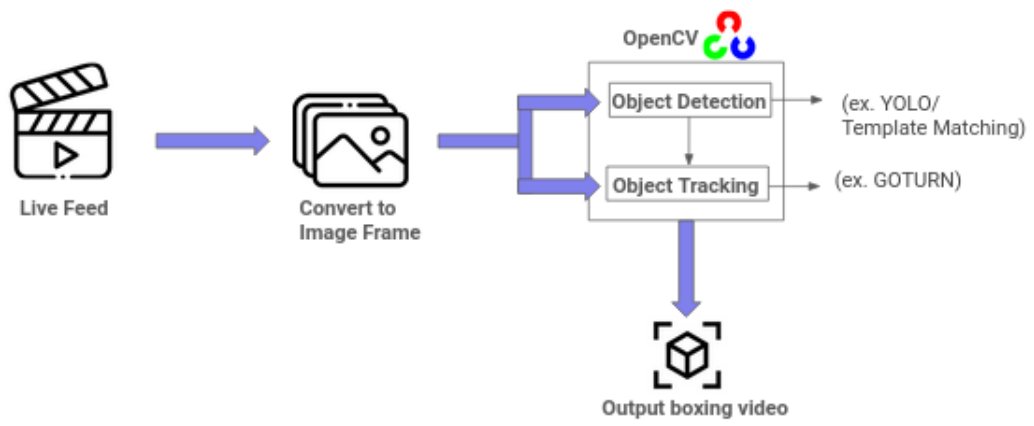 OpenCV
Object Detection
(ex. YOLO/
Template Matching)
Object Tracking
(ex. GOTURN)
Live Feed
Convert to
Image Frame
Output boxing video